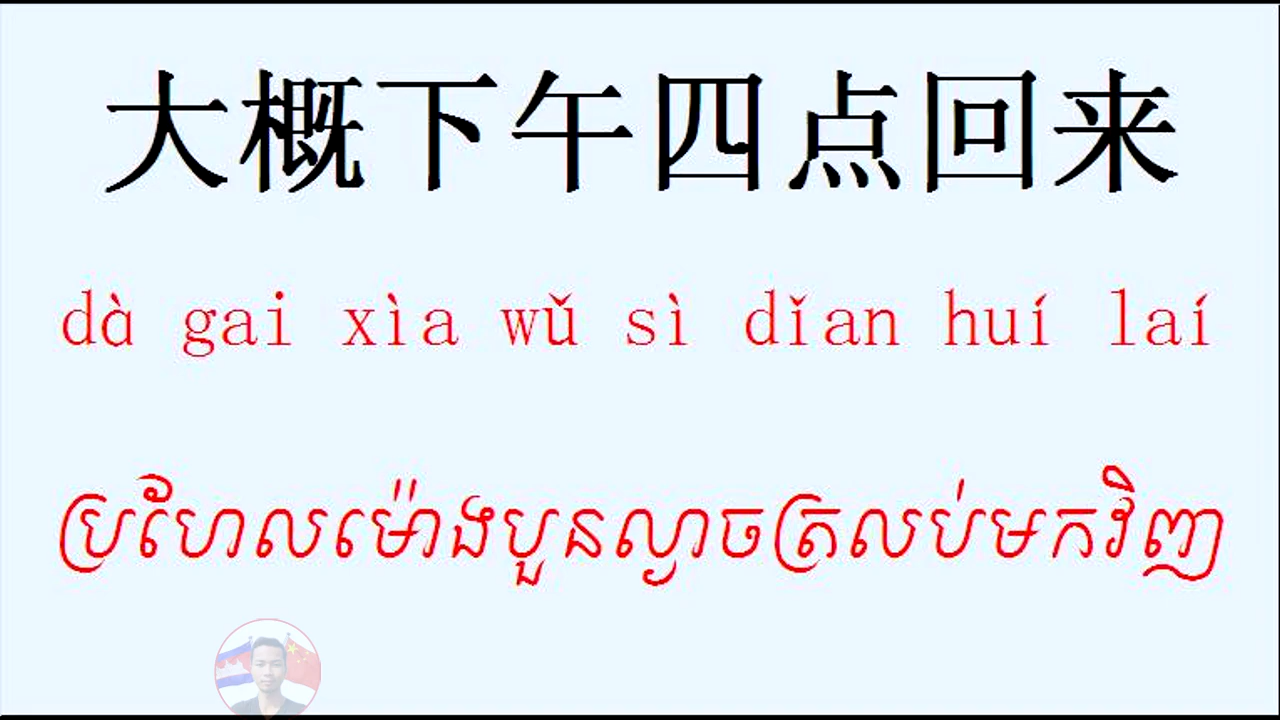 大概下午四点回来
dà gai xìa wǔ sì dǐan huí laí
ប្រហែលម៉ោងបួនល្ងាចត្រលប់មកវិញ